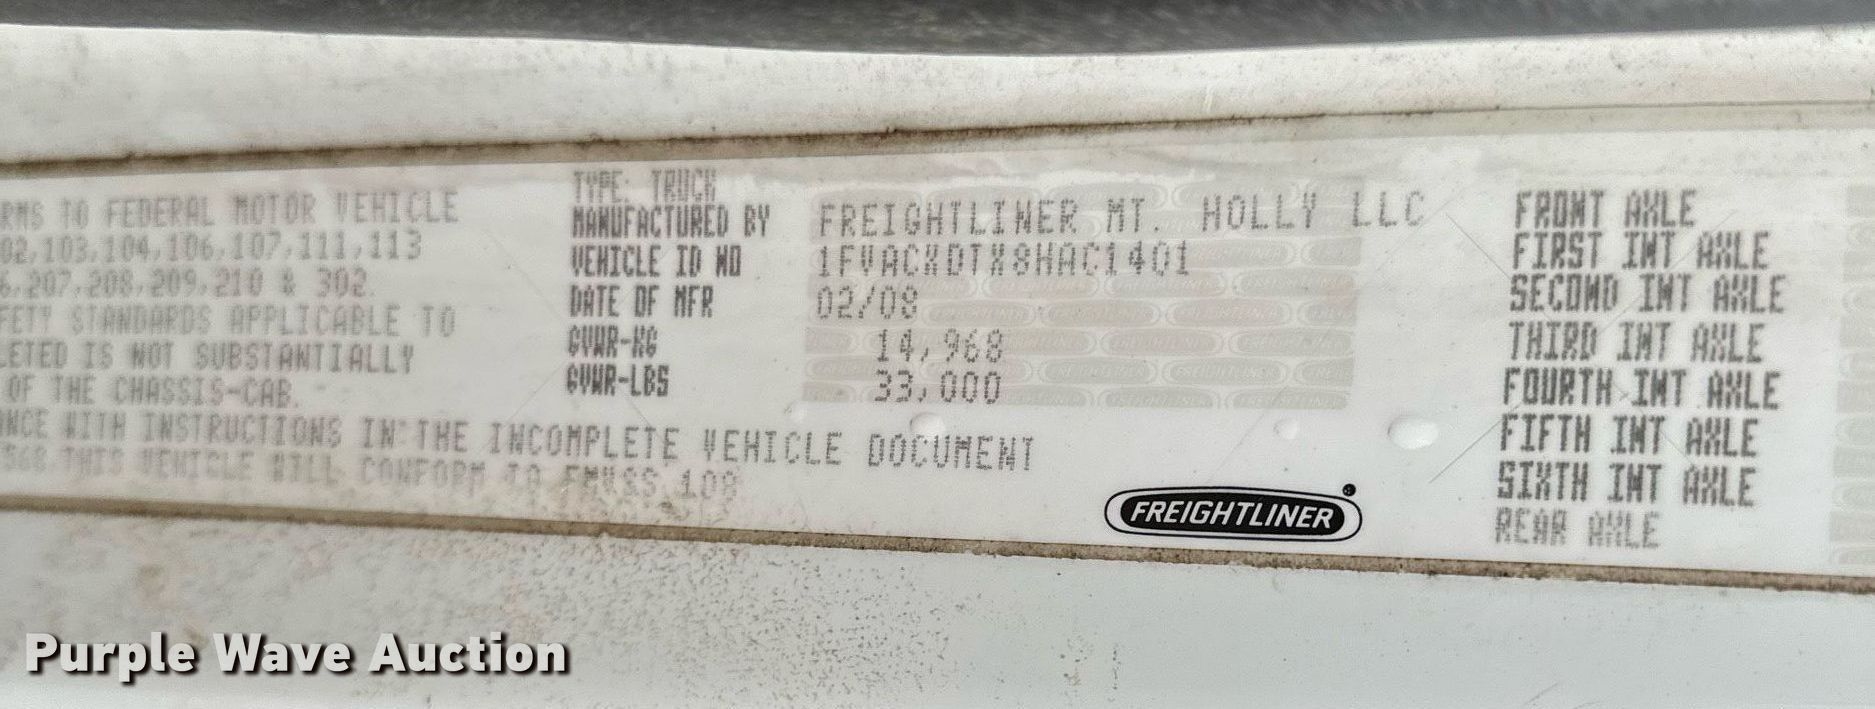 RMS TO FEDERAL MOTOR VEHICLE
02,103,104,106,107,111,113
6,207,208,209,210 & 302.
FETY STANDARDS APPLICABLE TO
LETED IS NOT SUBSTANTIALLY
OF THE CHASSIS-CAB.
ANCE WITH INSTRUCTIONS IN THE INCOMPLETE VEHICLE DOCUMENT
568 THIS VEHICLE WILL CONFORM TO FMVSS 108
TYPE: TRUCK
MANUFACTURED BY FREIGHTLINER MT. HOLLY LLC
VEHICLE ID NO 1FVACXDTX8HAC1401
DATE OF MFR 02/08
GVWR-KG 14,968
GVWR-LBS 33,000
FREIGHTLINER
FRONT AXLE
FIRST INT AXLE
SECOND INT AXLE
THIRD INT AXLE
FOURTH INT AXLE
FIFTH INT AXLE
SIXTH INT AXLE
REAR AXLE
Purple Wave Auction